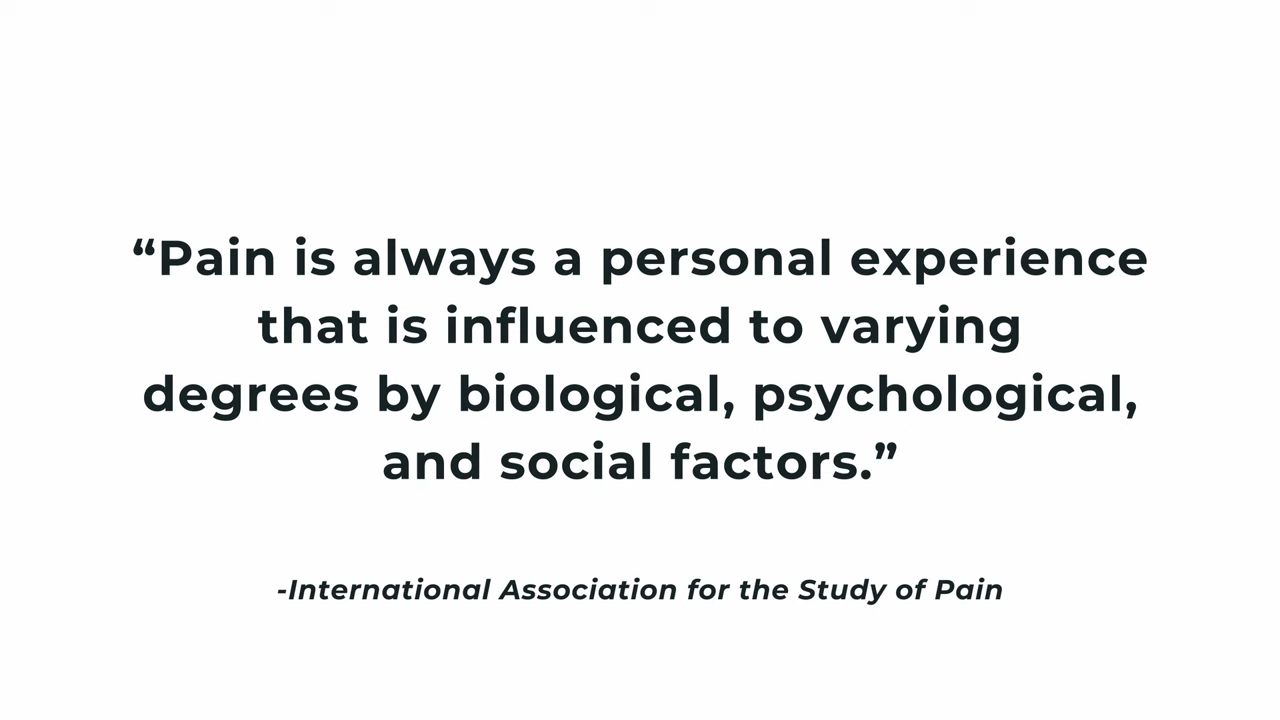 “Pain is always a personal experience
that is influenced to varying
degrees by biological, psychological,
and social factors.”
-International Association for the Study of Pain